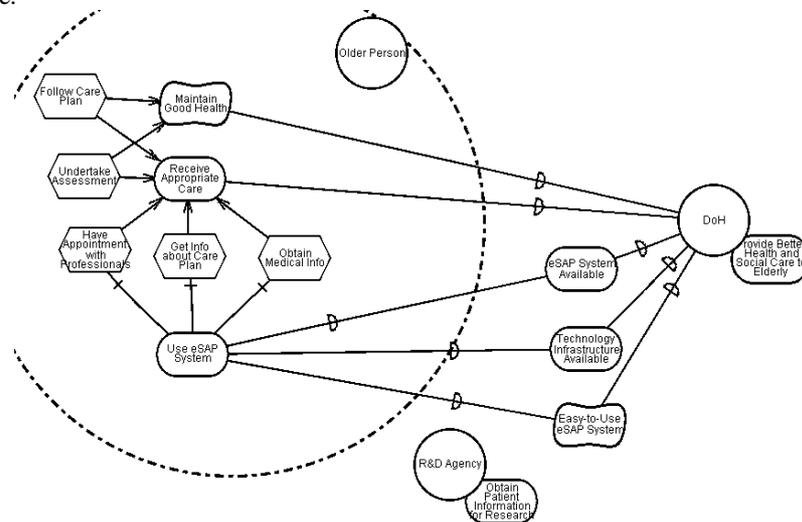 c.
Older Person
Follow Care
Plan
Maintain
Good Health
Undertake
Assessment
Receive
Appropriate
Care
Have
Appointment
with
Professionals
Get Info
about Care
Plan
Obtain
Medical Info
DoH
rovide Bette
Health and
Social Care t
Elderly
eSAP System
Available
Use eSAP
System
Technology
Infrastructure
Available
Easy-to-Use
eSAP System
R&D Agency
Obtain
Patient
Information
for Research